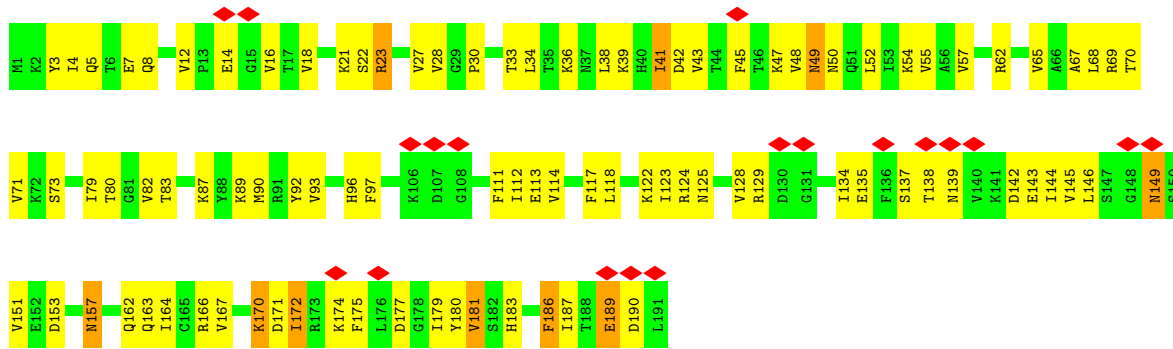 M1 K2 Y3 I4 Q5 T6 E7 Q8 V12 P13 E14 G15 V16 T17 V18 K21 S22 R23 V27 V28 G29 P30 T33 L34 T35 K36 N37 L38 K39 H40 I41 D42 V43 T44 F45 T46 K47 V48 N49 N50 Q51 L52 I53 K54 V55 A56 V57 R62 V65 A66 A67 L68 R69 T70
V71 K72 S73 I79 T80 G81 V82 T83 K87 Y88 K89 M90 R91 Y92 V93 H96 F97 K106 D107 G108 F111 I112 E113 V114 F117 L118 K122 I123 R124 N125 V128 R129 D130 G131 I134 E135 F136 S137 T138 N139 V140 K141 D142 E143 I144 V145 L146 S147 G148 N149
V151 E152 D153 N157 Q162 Q163 I164 C165 R166 V167 K170 D171 I172 R173 K174 F175 L176 D177 G178 I179 Y180 V181 S182 H183 F186 I187 T188 E189 D190 L191